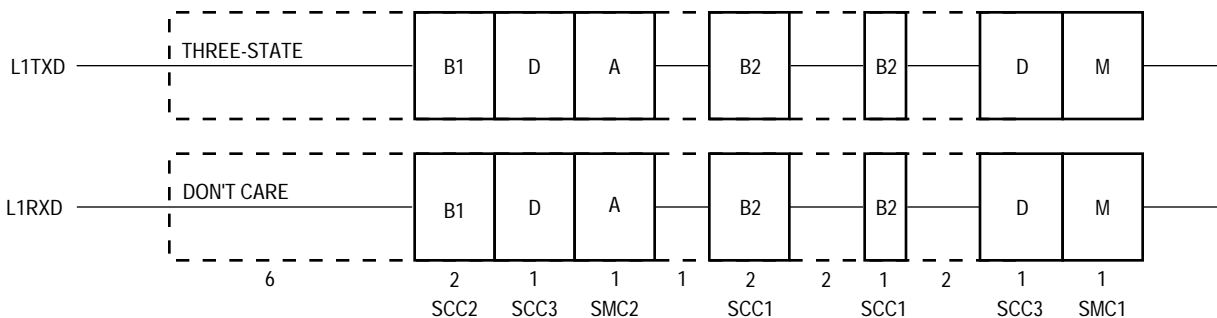 THREE-STATE
L1TXD B1 D A B2 B2 D M
DON'T CARE
L1RXD B1 D A B2 B2 D M
6 2 1 1 1 2 2 1 2 1 1
SCC2 SCC3 SMC2 SCC1 SCC1 SCC3 SMC1